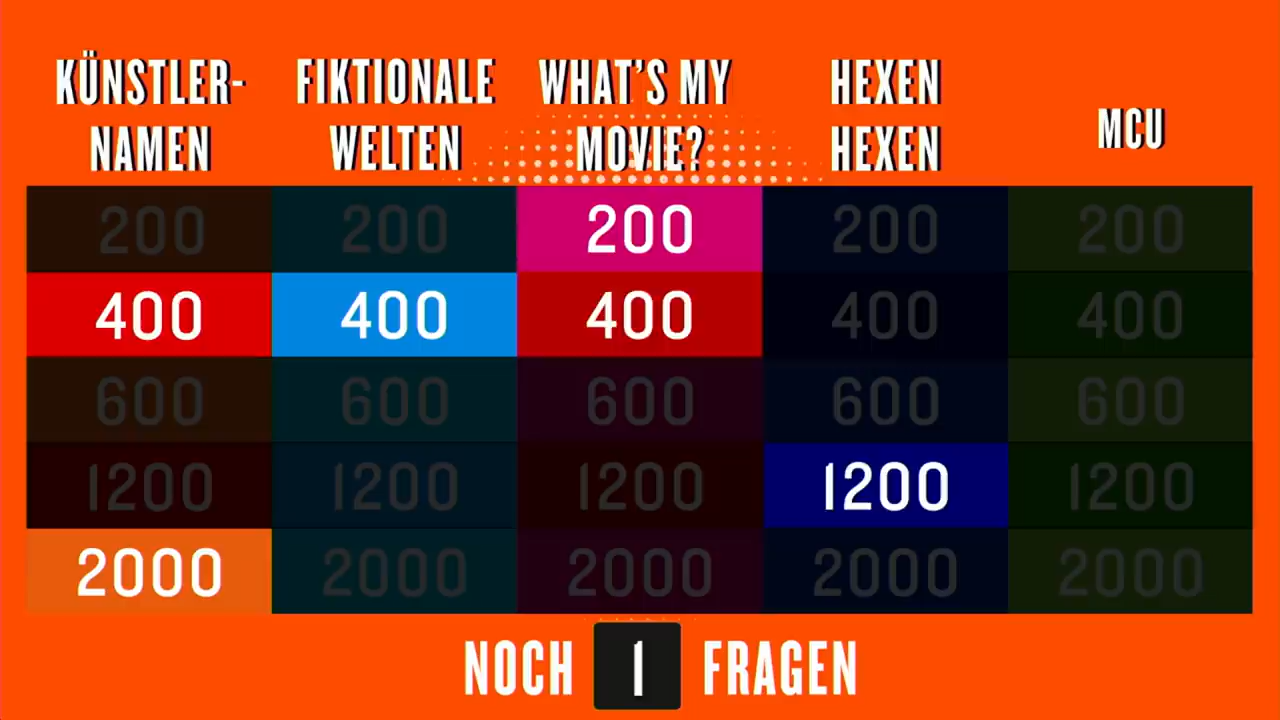 KÜNSTLER-
NAMEN
FIKTIONALE
WELTEN
WHAT'S MY
MOVIE?
HEXEN
HEXEN
MCU
200 200 200 200 200
400 400 400 400 400
600 600 600 600 600
1200 1200 1200 1200 1200
2000 2000 2000 2000 2000
NOCH 1 FRAGEN